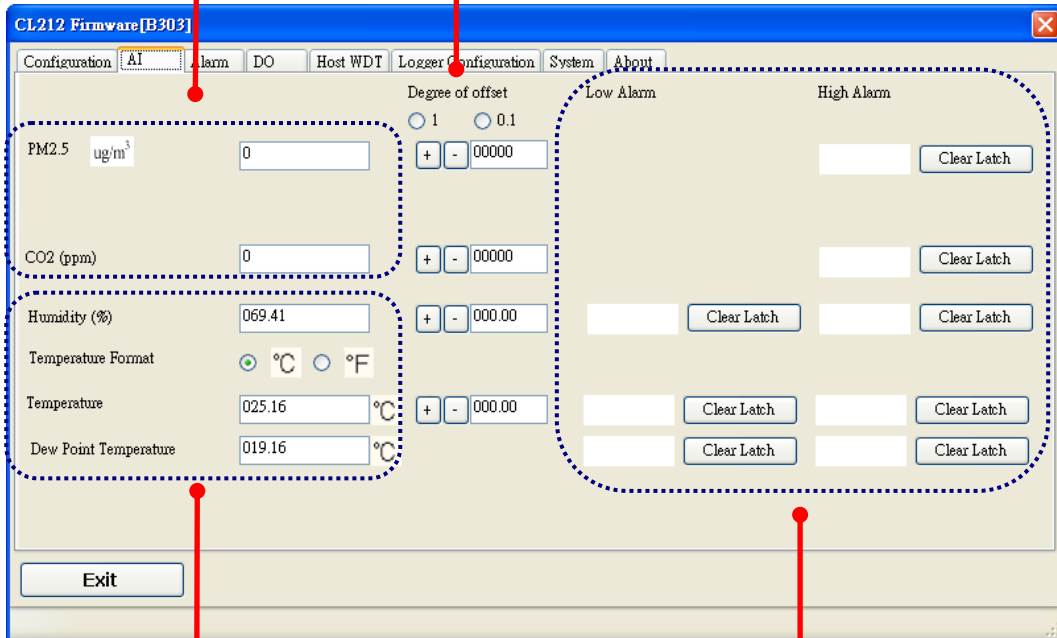 CL212 Firmware[B303]
Configuration AI Alarm DO Host WDT Logger Configuration System About
Degree of offset Low Alarm High Alarm
1 0.1
PM2.5 ug/m³ 0 + - 00000 Clear Latch
CO2 (ppm) 0 + - 00000 Clear Latch
Humidity (%) 069.41 + - 000.00 Clear Latch Clear Latch
Temperature Format °C °F
Temperature 025.16 °C + - 000.00 Clear Latch Clear Latch
Dew Point Temperature 019.16 °C Clear Latch Clear Latch
Exit